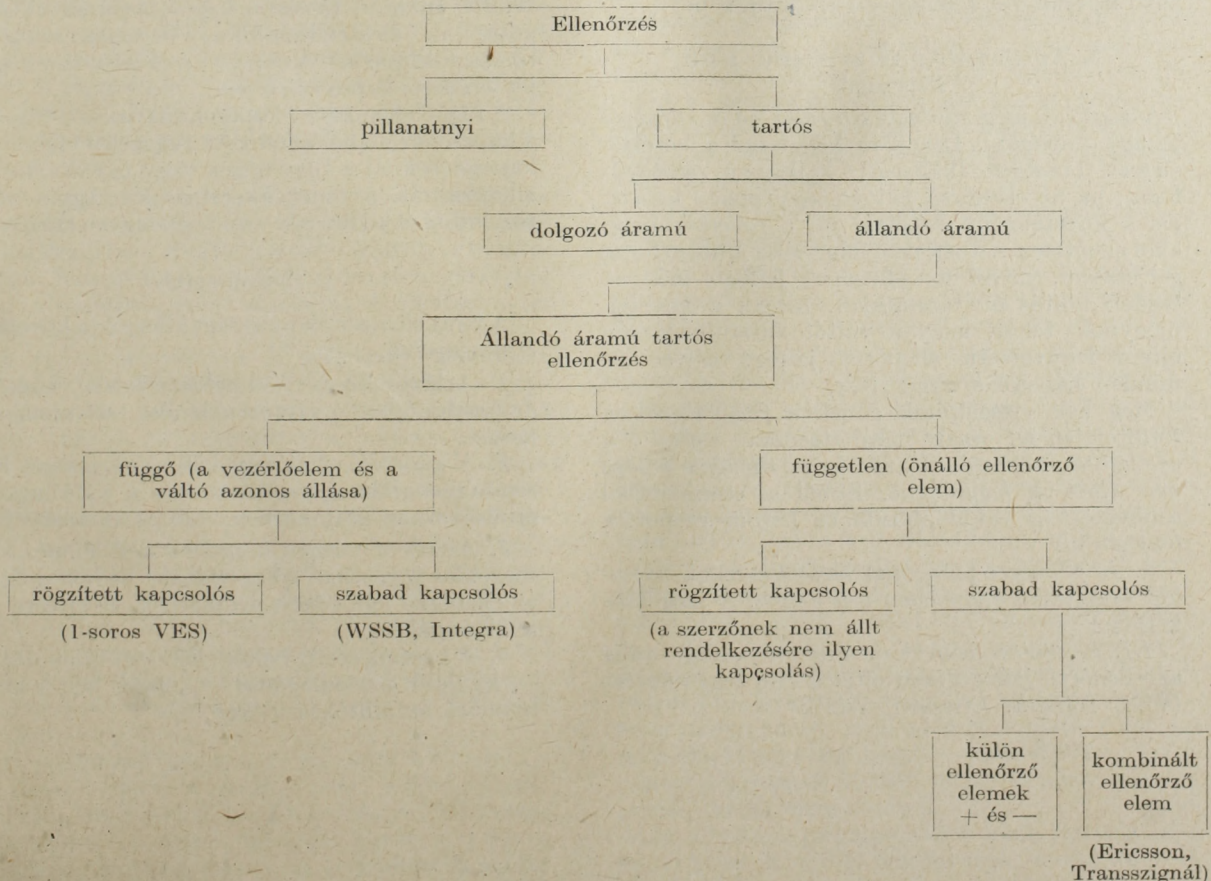 Ellenőrzés
pillanatnyi
tartós
dolgozó áramú
állandó áramú
Állandó áramú tartós
ellenőrzés
függő (a vezérlőelem és a
váltó azonos állása)
független (önálló ellenőrző
elem)
rögzített kapcsolós
(1-soros VES)
szabad kapcsolós
(WSSB, Integra)
rögzített kapcsolós
(a szerzőnek nem állt
rendelkezésére ilyen
kapcsolás)
szabad kapcsolós
külön
ellenőrző
elemek
+ és —
kombinált
ellenőrző
elem
(Ericsson,
Transszignál)